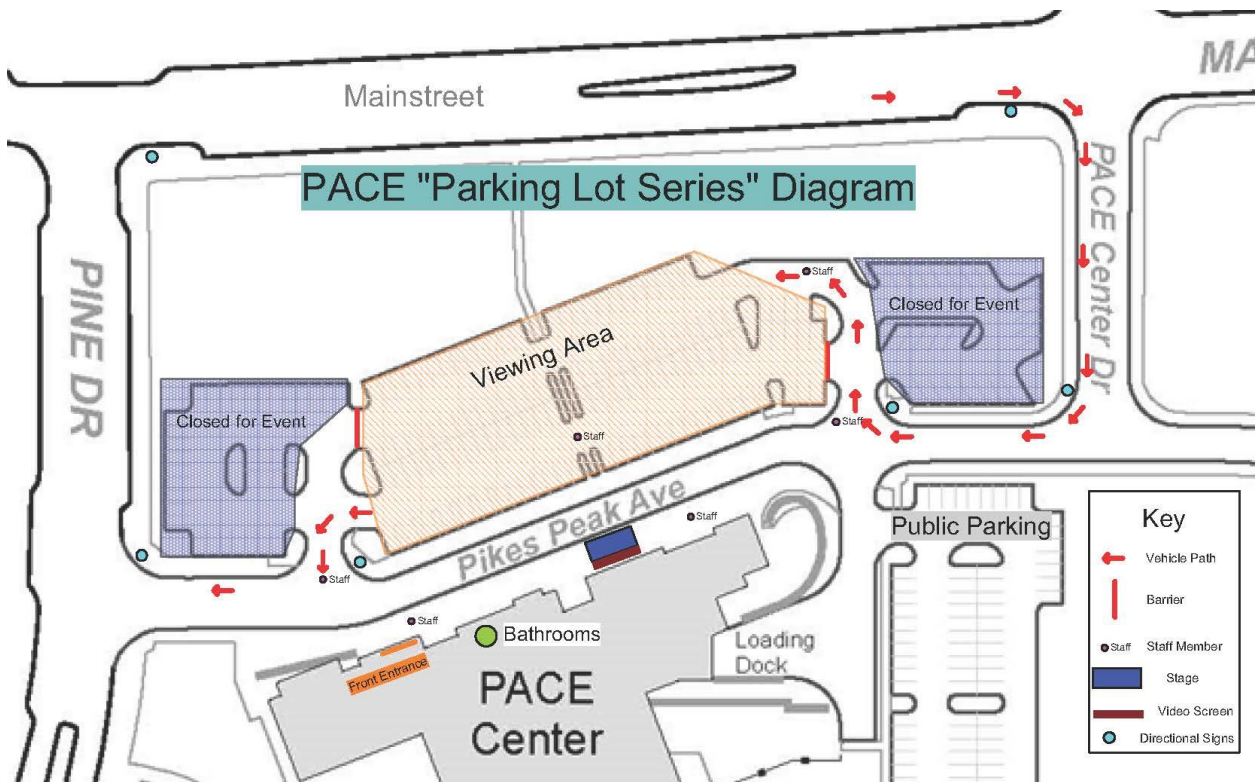 Mainstreet
MA
PACE "Parking Lot Series" Diagram
PACE Center Dr
PINE DR
Staff
Closed for Event
Viewing Area
Closed for Event
Staff
Staff
Pikes Peak Ave
Staff
Public Parking
Staff
Staff
Bathrooms
Front Entrance
Loading
Dock
PACE
Center
Key
Vehicle Path
Barrier
Staff
Staff Member
Stage
Video Screen
Directional Signs